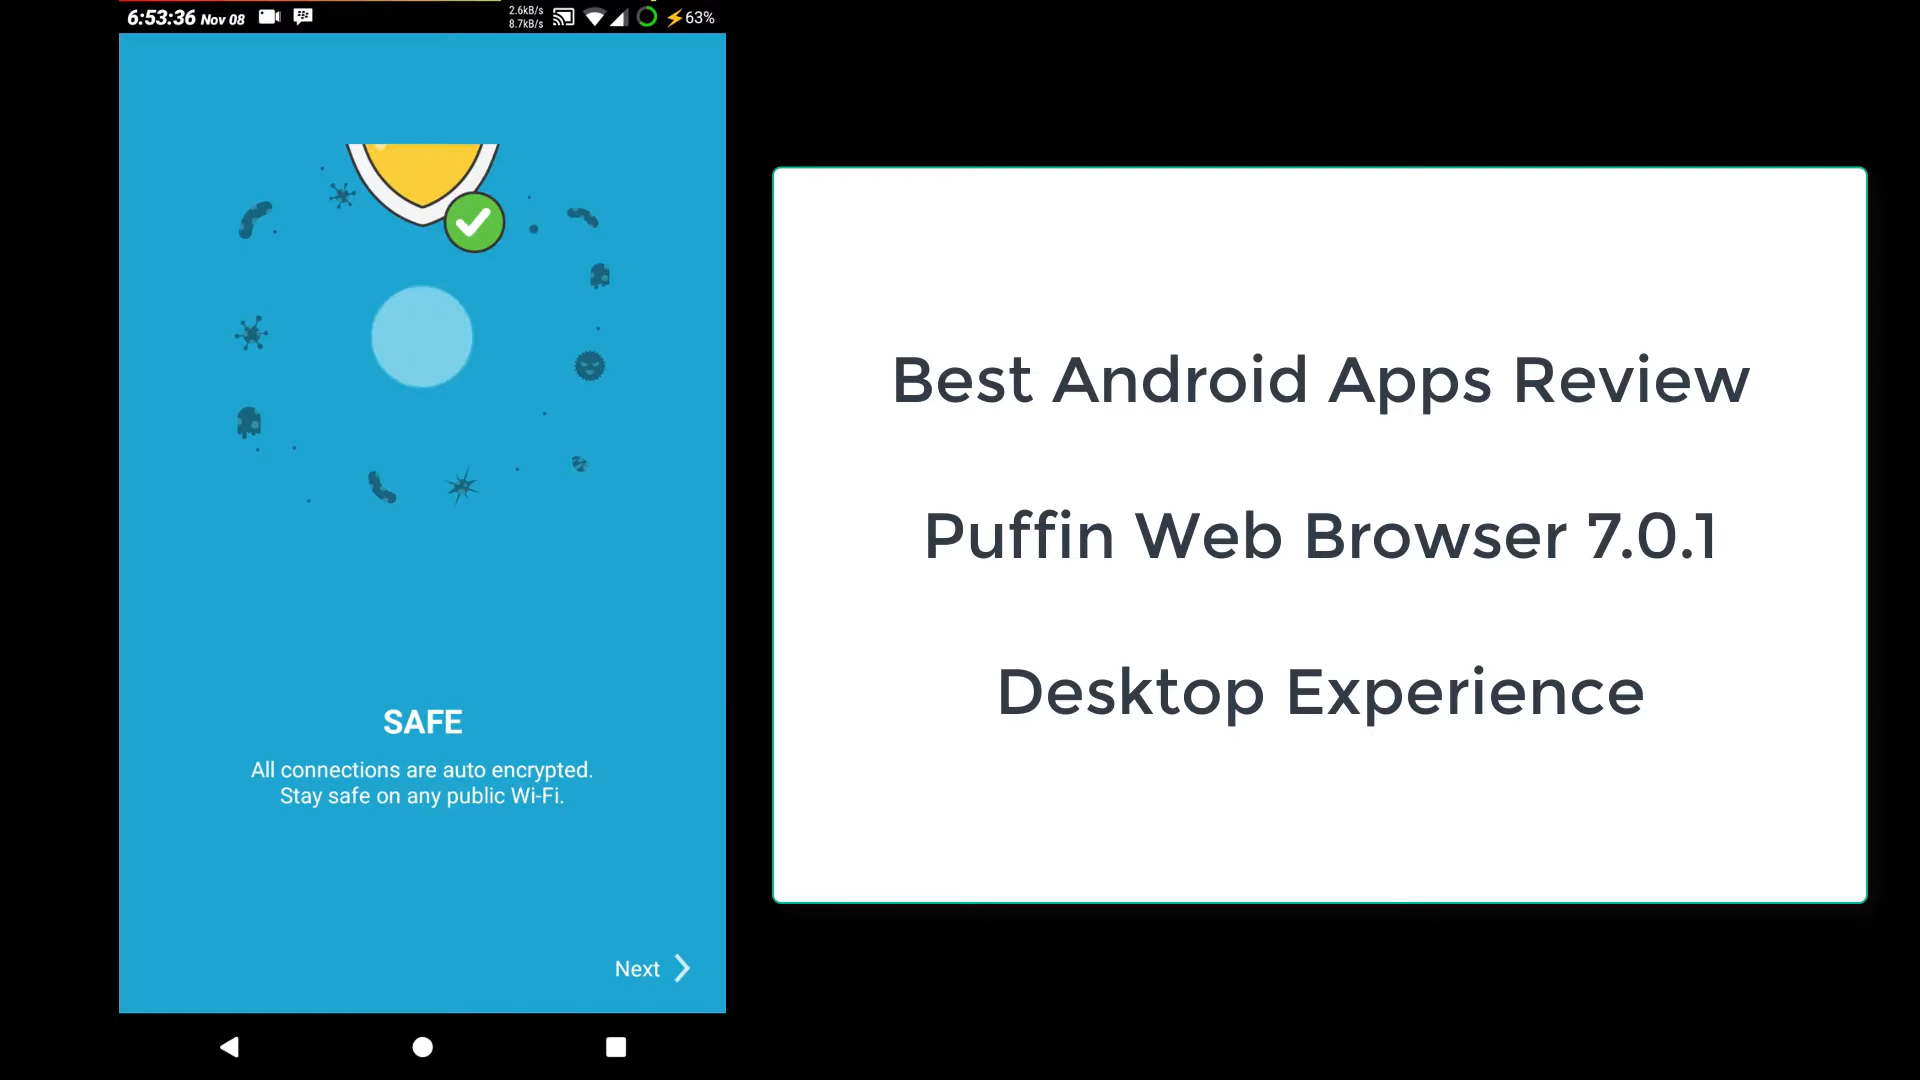 6:53:36 Nov 08
2.6kB/s
8.7kB/s
63%
SAFE
All connections are auto encrypted.
Stay safe on any public Wi-Fi.
Next
Best Android Apps Review
Puffin Web Browser 7.0.1
Desktop Experience